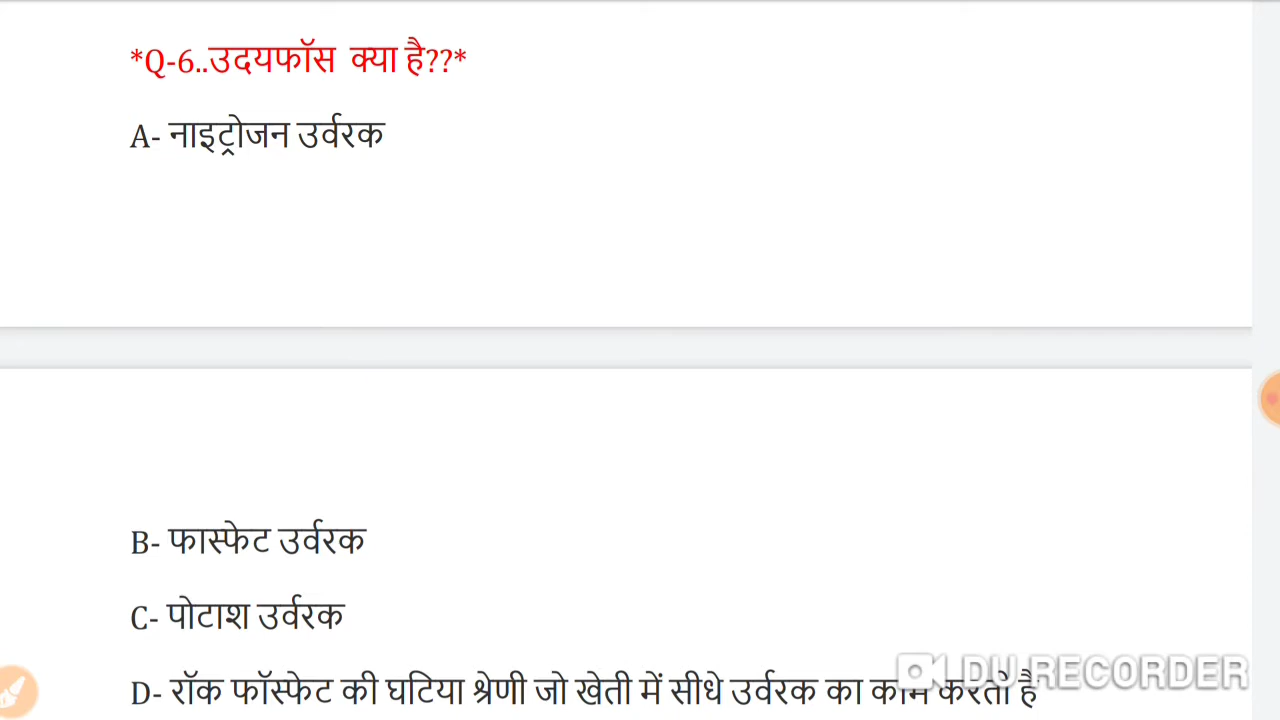 *Q-6..उदयफॉस क्या है??*
A- नाइट्रोजन उर्वरक
B- फास्फेट उर्वरक
C- पोटाश उर्वरक
D- रॉक फॉस्फेट की घटिया श्रेणी जो खेती में सीधे उर्वरक का काम करती है
DU RECORDER